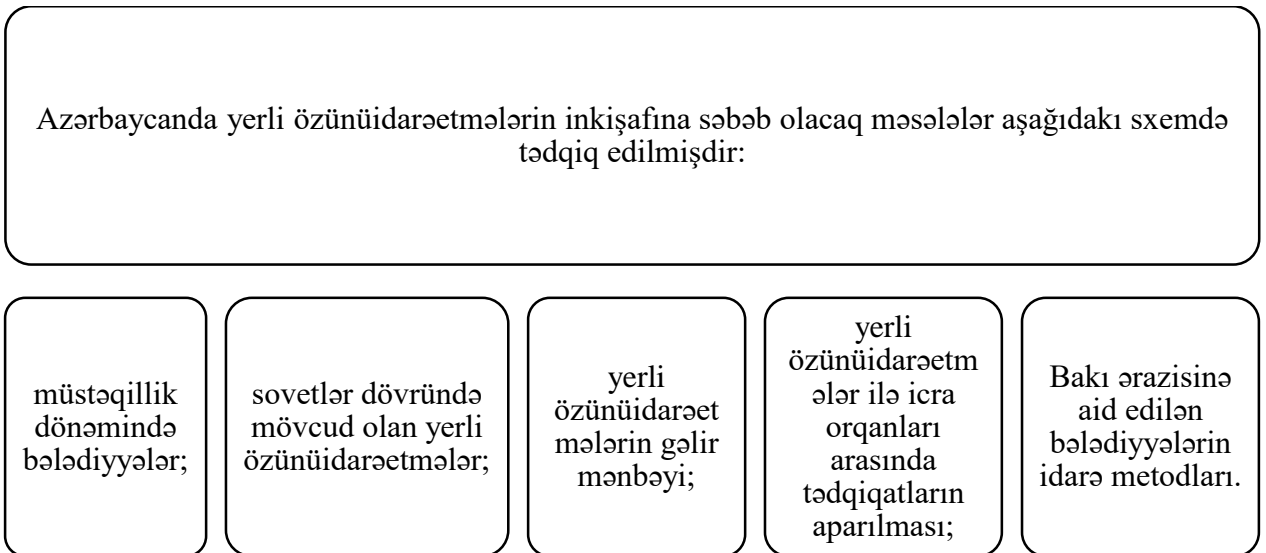 Azərbaycanda yerli özünüidarəetmələrin inkişafına səbəb olacaq məsələlər aşağıdakı sxemdə
tədqiq edilmişdir:
müstəqillik
dönəmində
bələdiyyələr;
sovetlər dövründə
mövcud olan yerli
özünüidarəetmələr;
yerli
özünüidarəet
mələrin gəlir
mənbəyi;
yerli
özünüidarəetm
ələr ilə icra
orqanları
arasında
tədqiqatların
aparılması;
Bakı ərazisinə
aid edilən
bələdiyyələrin
idarə metodları.